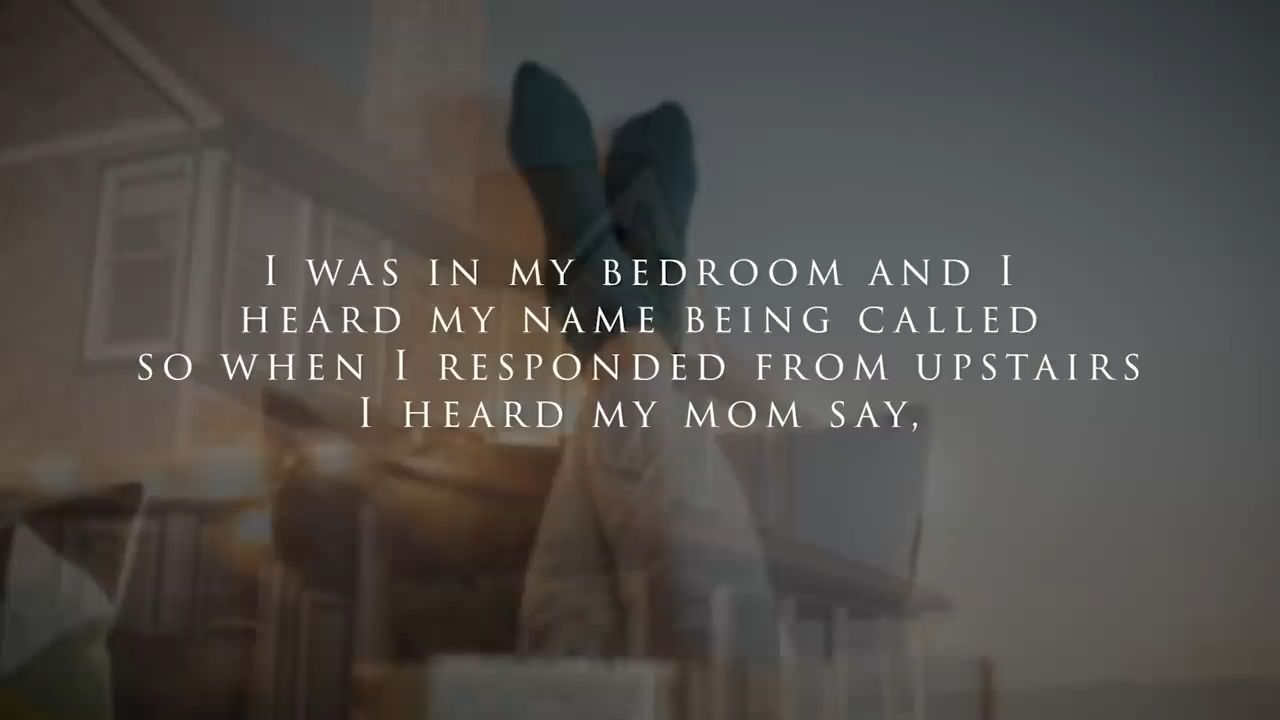 I WAS IN MY BEDROOM AND I
HEARD MY NAME BEING CALLED
SO WHEN I RESPONDED FROM UPSTAIRS
I HEARD MY MOM SAY,